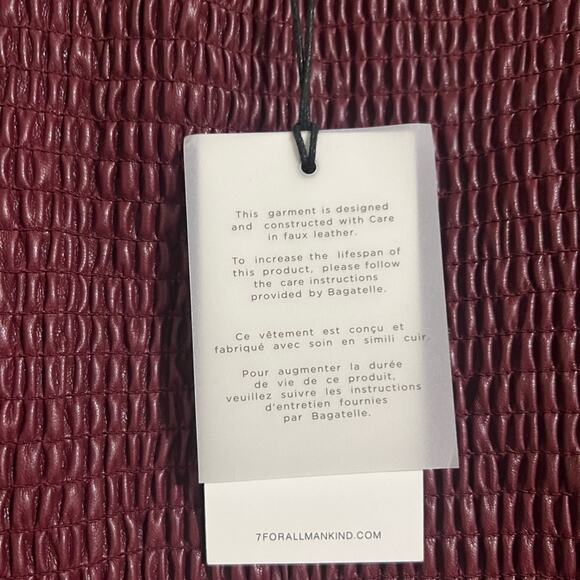 This garment is designed
and constructed with Care
in faux leather.
To increase the lifespan of
this product, please follow
the care instructions
provided by Bagatelle.
Ce vêtement est conçu et
fabriqué avec soin en simili cuir.
Pour augmenter la durée
de vie de ce produit,
veuillez suivre les instructions
d'entretien fournies
par Bagatelle.
7FORALLMANKIND.COM